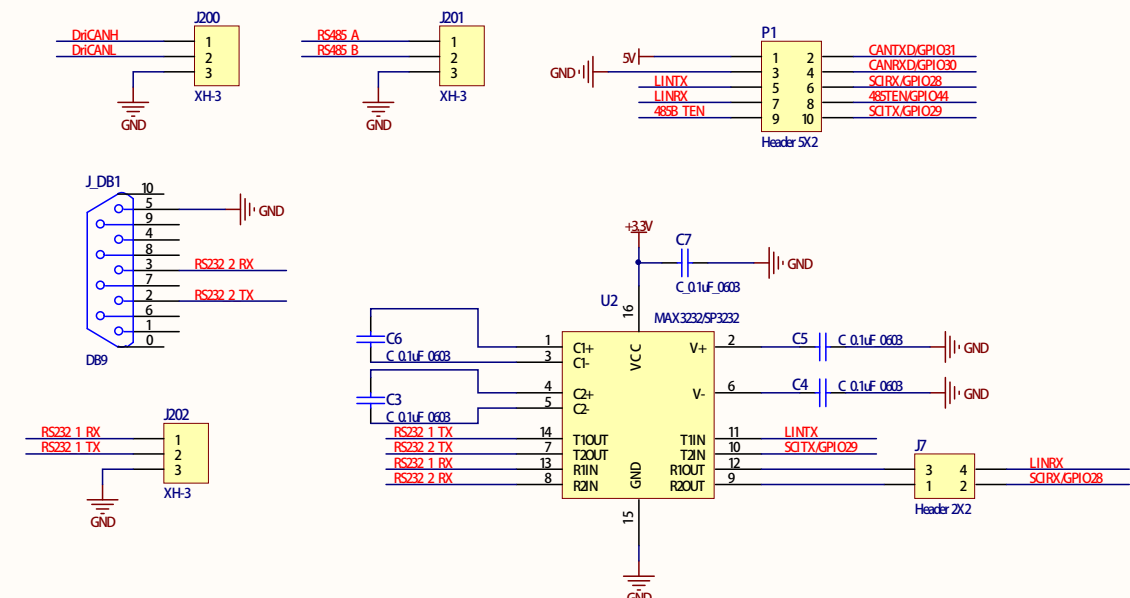 J200
DriCANH
DriCANL
1
2
3
XH-3
GND
J201
RS485 A
RS485 B
1
2
3
XH-3
GND
P1
5V
GND
LINTX
LINRX
485B TEN
1 2
3 4
5 6
7 8
9 10
CANTXD/GPIO31
CANRXD/GPIO30
SCIRX/GPIO28
485TEN/GPIO44
SCITX/GPIO29
Header 5X2
J_DB1
10
5
9
4
8
3
7
2
6
1
0
GND
RS232 2 RX
RS232 2 TX
DB9
+3.3V
C7
C_0.1uF_0603
GND
U2
MAX3232/SP3232
16
VCC
C6
C 0.1uF 0603
C3
C 0.1uF 0603
1 C1+
3 C1-
4 C2+
5 C2-
RS232 1 TX 14 T1OUT
RS232 2 TX 7 T2OUT
RS232 1 RX 13 R1IN
RS232 2 RX 8 R2IN
V+ 2 C5 C 0.1uF 0603 GND
V- 6 C4 C 0.1uF 0603 GND
T1IN 11 LINTX
T2IN 10 SCITX/GPIO29
R1OUT 12
R2OUT 9
GND
15
GND
J7
3 4 LINRX
1 2 SCIRX/GPIO28
Header 2X2
J202
RS232 1 RX
RS232 1 TX
1
2
3
XH-3
GND